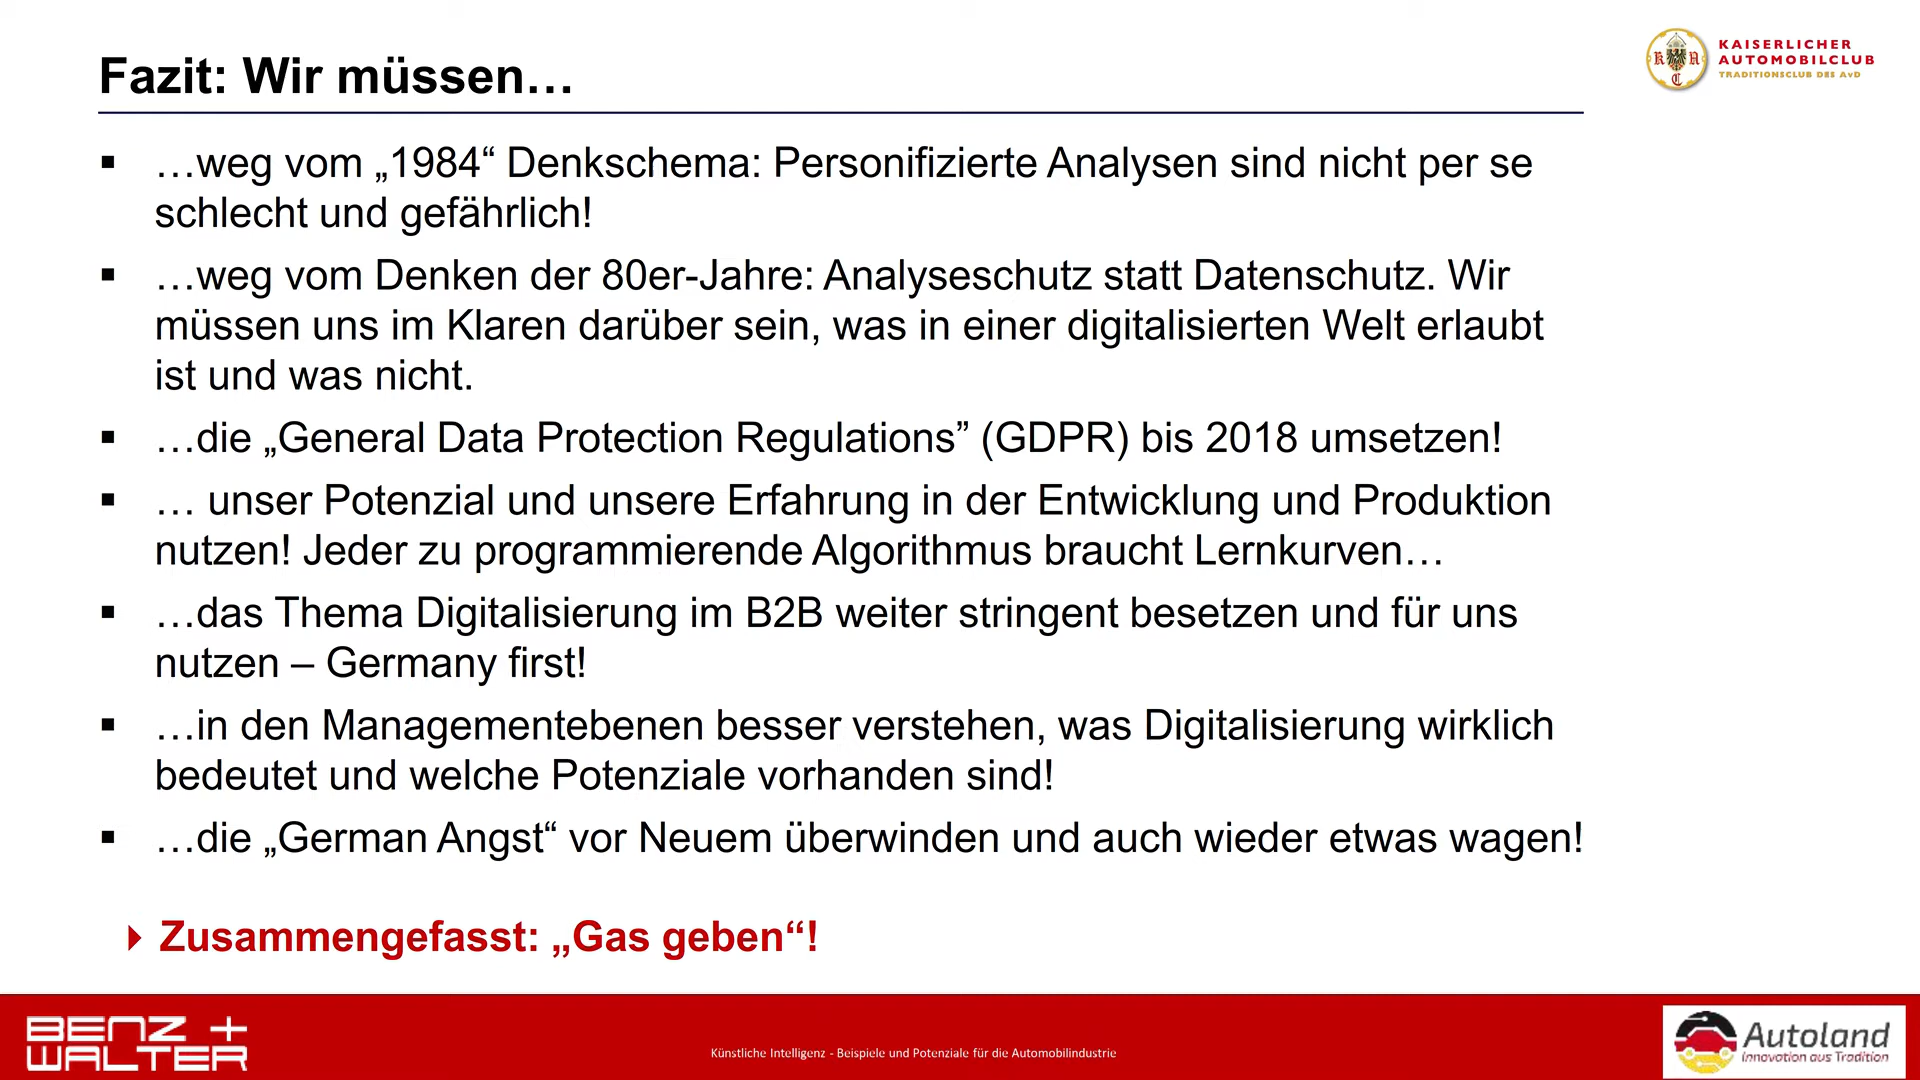 Fazit: Wir müssen…
KAISERLICHER
AUTOMOBILCLUB
TRADITIONSCLUB DES AvD
K A C
▪ …weg vom „1984“ Denkschema: Personifizierte Analysen sind nicht per se
schlecht und gefährlich!
▪ …weg vom Denken der 80er-Jahre: Analyseschutz statt Datenschutz. Wir
müssen uns im Klaren darüber sein, was in einer digitalisierten Welt erlaubt
ist und was nicht.
▪ …die „General Data Protection Regulations” (GDPR) bis 2018 umsetzen!
▪ … unser Potenzial und unsere Erfahrung in der Entwicklung und Produktion
nutzen! Jeder zu programmierende Algorithmus braucht Lernkurven…
▪ …das Thema Digitalisierung im B2B weiter stringent besetzen und für uns
nutzen – Germany first!
▪ …in den Managementebenen besser verstehen, was Digitalisierung wirklich
bedeutet und welche Potenziale vorhanden sind!
▪ …die „German Angst“ vor Neuem überwinden und auch wieder etwas wagen!
Zusammengefasst: „Gas geben“!
BENZ +
WALTER
Künstliche Intelligenz - Beispiele und Potenziale für die Automobilindustrie
Autoland
Innovation aus Tradition